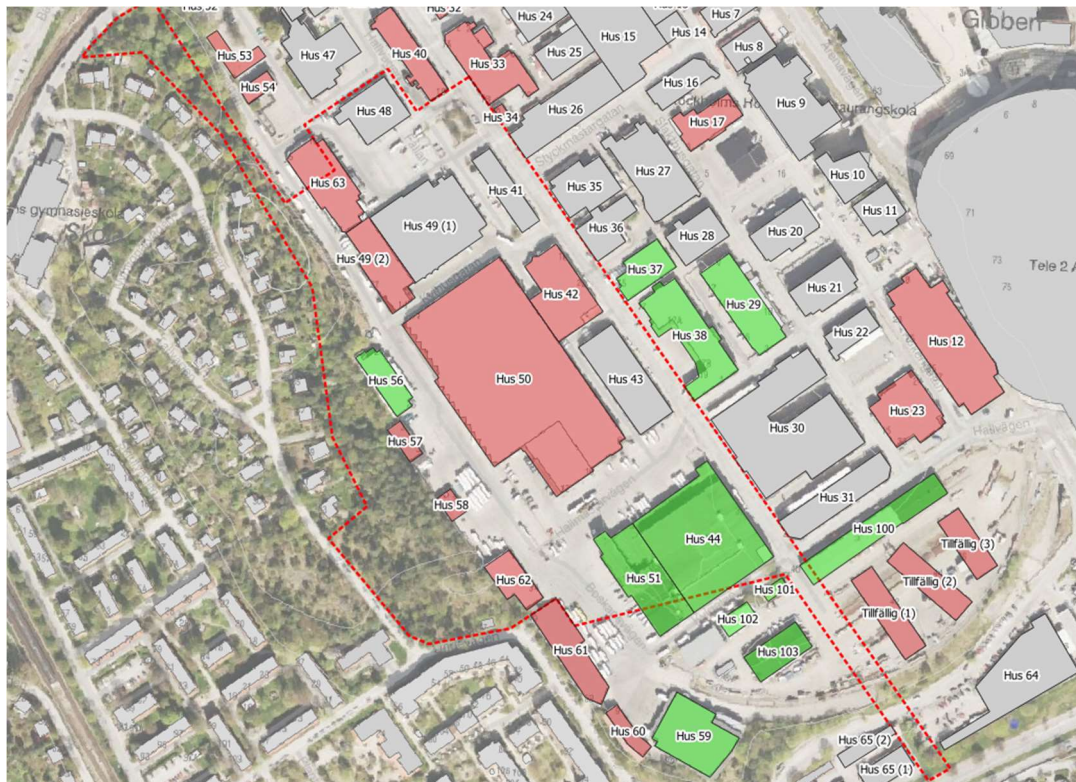 Hus 52
Hus 32
Hus 24
Hus 7
Hus 14
Hus 15
Gibben
Hus 53
Hus 47
Hus 40
Hus 33
Hus 25
Hus 8
Hus 54
Hus 16
Hus 9
Hus 48
Hus 34
Hus 26
Hus 17
Hus 63
Hus 41
Hus 35
Hus 27
Hus 10
Hus 11
ns gymnasieskola
Sko
Hus 49 (1)
Hus 36
Hus 28
Hus 20
Hus 49 (2)
Hus 37
Tele 2 A
Hus 42
Hus 29
Hus 21
Hus 38
Hus 22
Hus 12
Hus 50
Hus 43
Hus 56
Hus 23
Hus 30
Hus 57
Hus 31
Hus 58
Hus 100
Hus 44
Tillfällig (3)
Hus 51
Hus 62
Tillfällig (2)
Hus 101
Hus 102
Tillfällig (1)
Hus 61
Hus 103
Hus 64
Hus 60
Hus 59
Hus 65 (2)
Hus 65 (1)